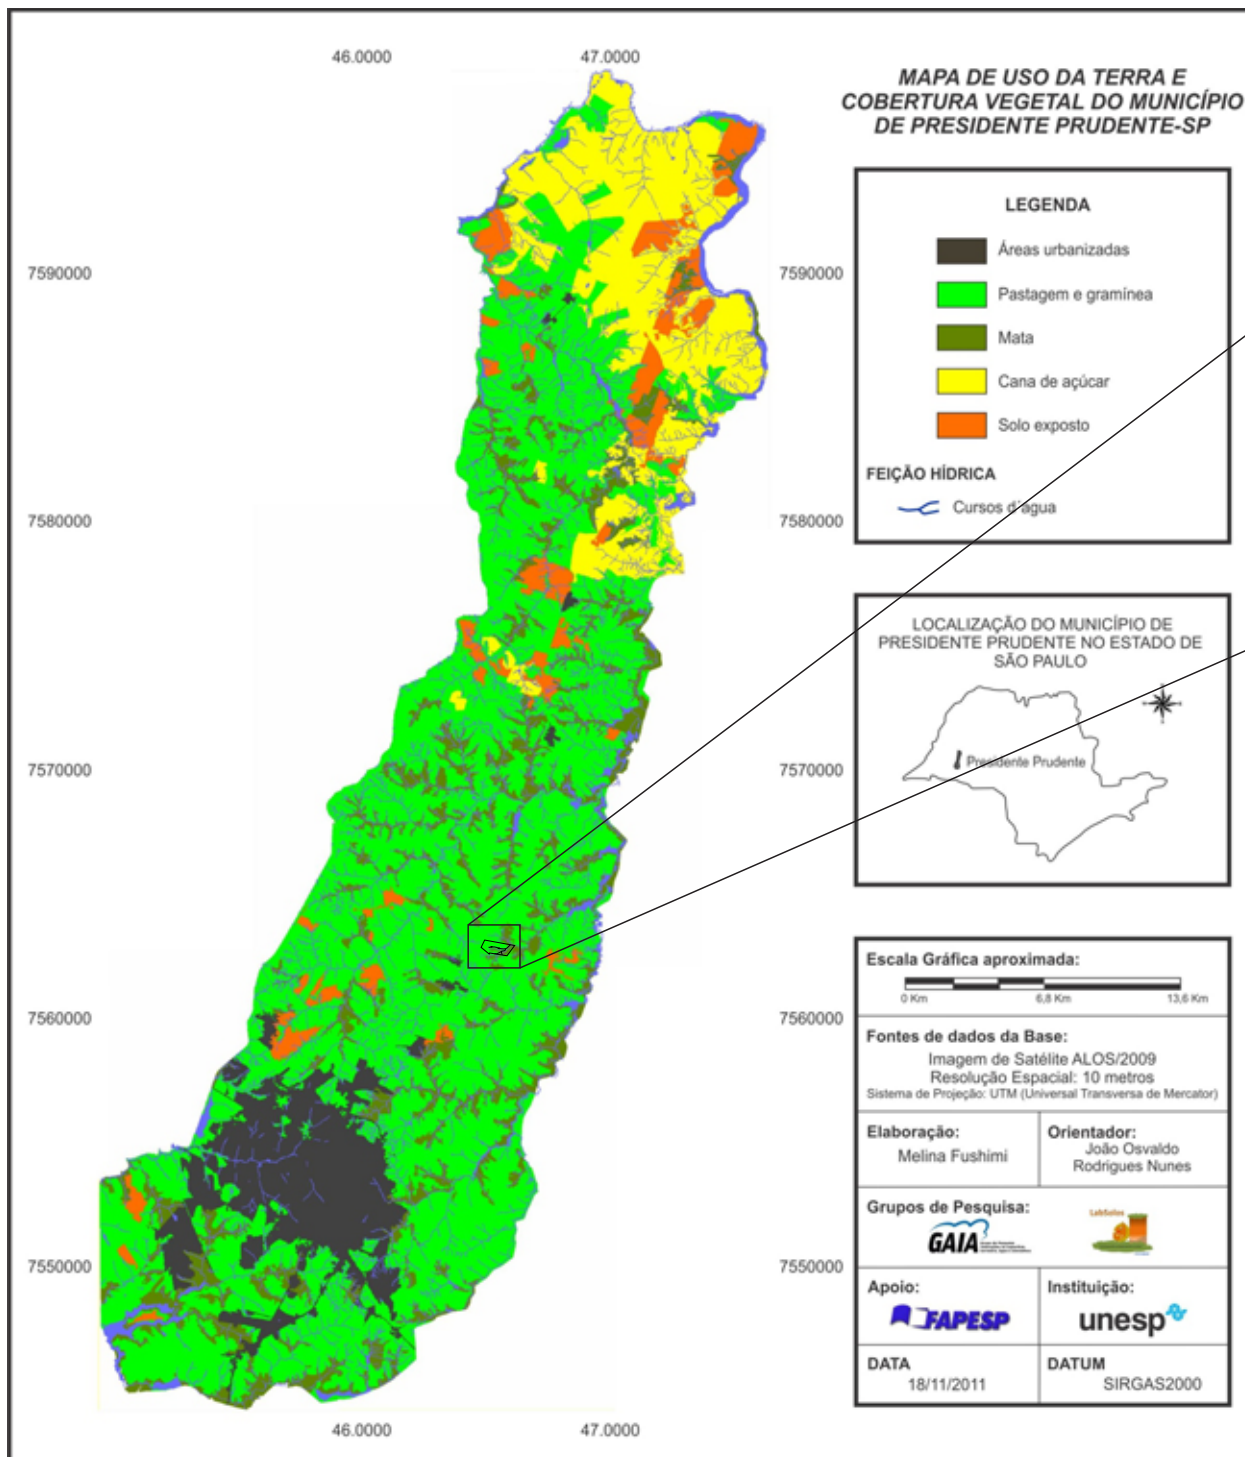 46.0000
47.0000
MAPA DE USO DA TERRA E
COBERTURA VEGETAL DO MUNICÍPIO
DE PRESIDENTE PRUDENTE-SP
LEGENDA
Áreas urbanizadas
Pastagem e gramínea
Mata
Cana de açúcar
Solo exposto
FEIÇÃO HÍDRICA
Cursos d´agua
7590000
7590000
7580000
7580000
LOCALIZAÇÃO DO MUNICÍPIO DE
PRESIDENTE PRUDENTE NO ESTADO DE
SÃO PAULO
Presidente Prudente
7570000
7570000
7560000
7560000
7550000
7550000
Escala Gráfica aproximada:
0 Km
6,8 Km
13,6 Km
Fontes de dados da Base:
Imagem de Satélite ALOS/2009
Resolução Espacial: 10 metros
Sistema de Projeção: UTM (Universal Transversa de Mercator)
Elaboração:
Melina Fushimi
Orientador:
João Osvaldo
Rodrigues Nunes
Grupos de Pesquisa:
GAIA
LabSolos
Apoio:
FAPESP
Instituição:
unesp
DATA
18/11/2011
DATUM
SIRGAS2000
46.0000
47.0000